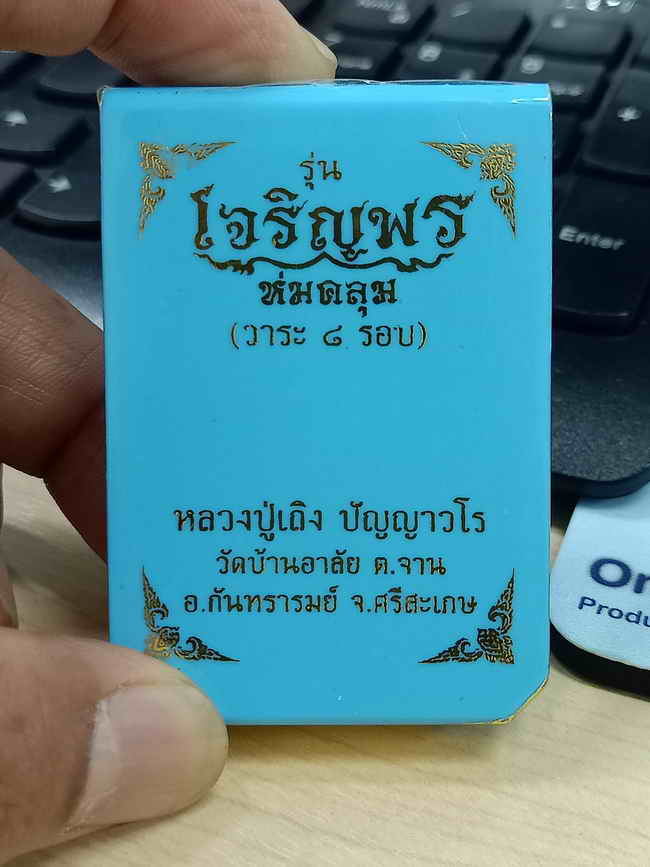 รุ่น
เจริญพร
ห่มคลุม
(วาระ ๘ รอบ)
หลวงปู่เถิง ปัญญาวโร
วัดบ้านอาลัย ต.จาน
อ.กันทรารมย์ จ.ศรีสะเกษ
Enter
On
Produ